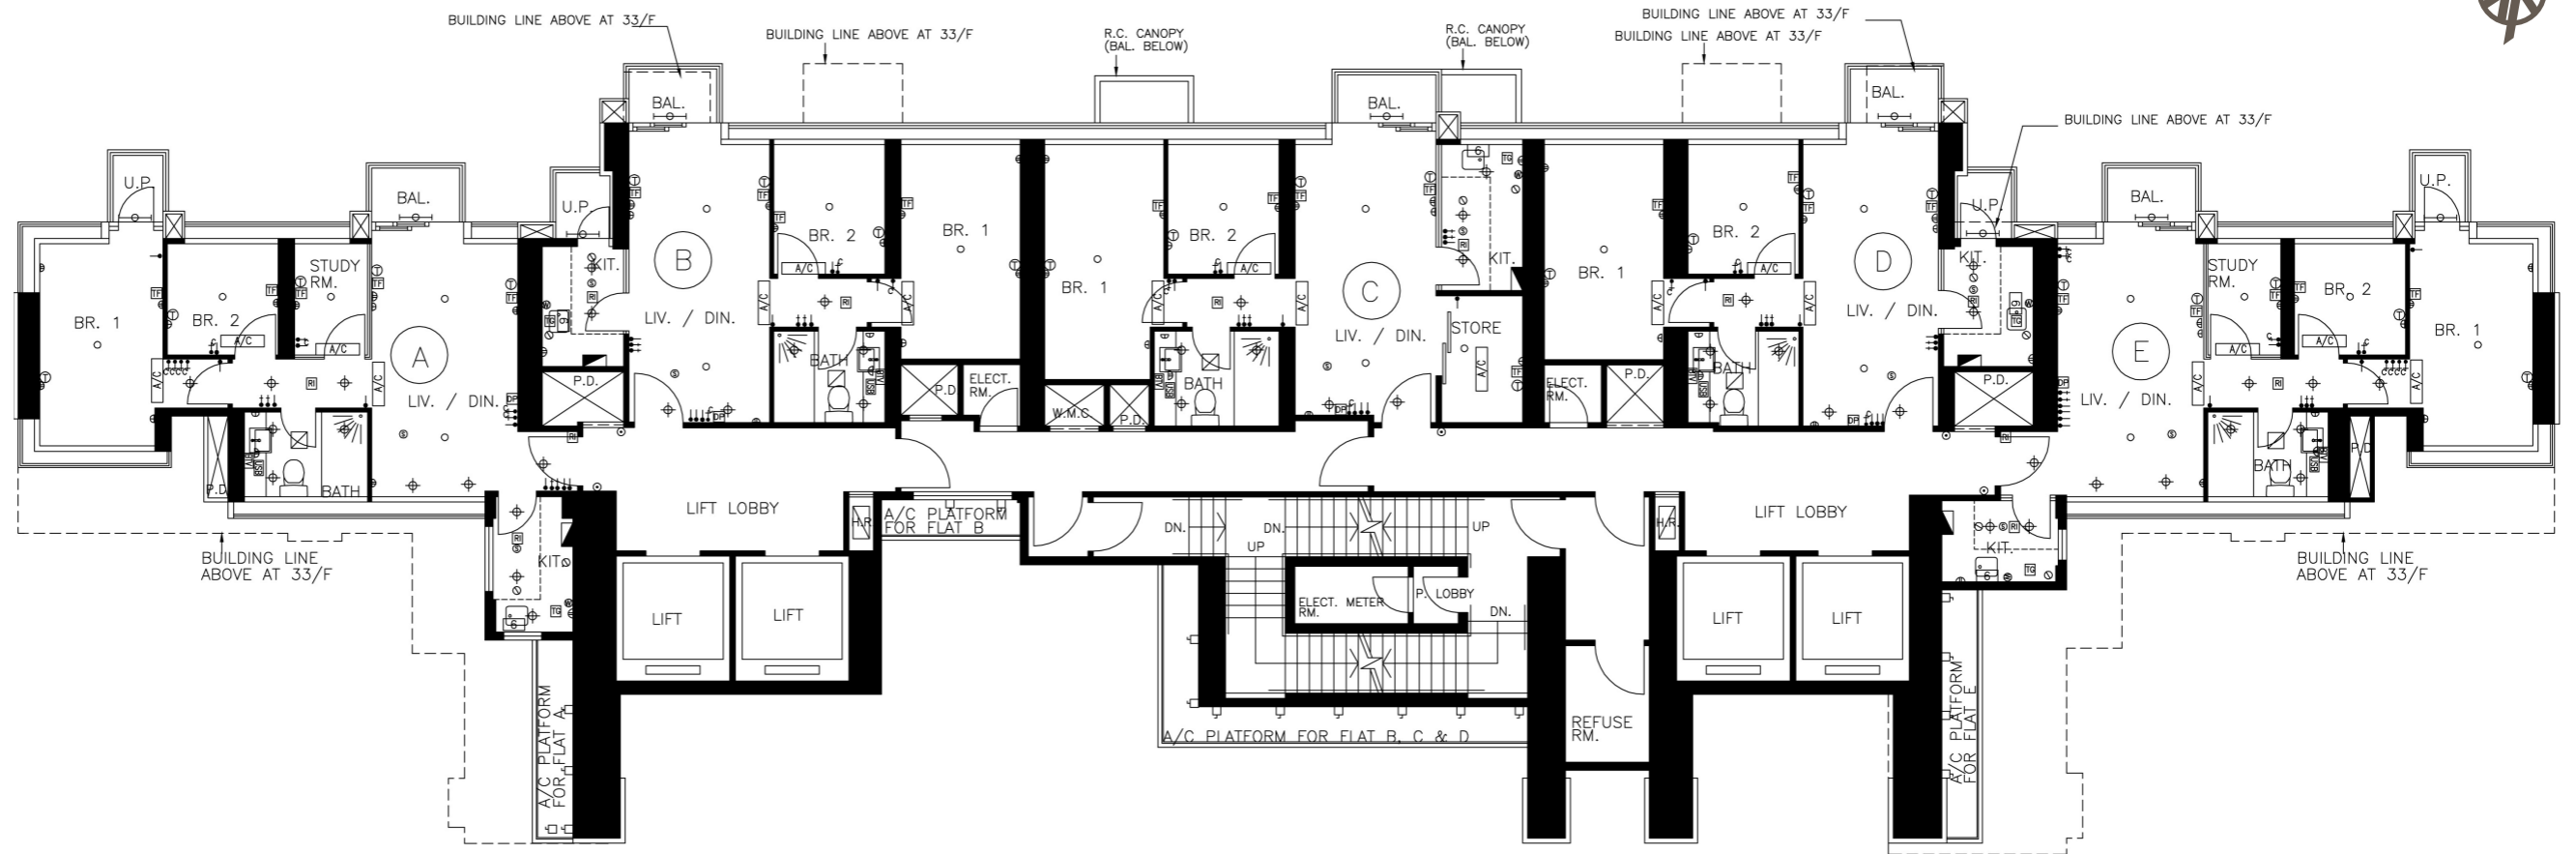 BUILDING LINE ABOVE AT 33/F
BUILDING LINE ABOVE AT 33/F
R.C. CANOPY
(BAL. BELOW)
R.C. CANOPY
(BAL. BELOW)
BUILDING LINE ABOVE AT 33/F
BUILDING LINE ABOVE AT 33/F
BUILDING LINE ABOVE AT 33/F
U.P.
BAL.
U.P.
BAL.
BAL.
BAL.
U.P.
BAL.
U.P.
BR. 1
BR. 2
STUDY
RM.
A
LIV. / DIN.
A/C
A/C
A/C
A/C
BATH
P.D.
KIT.
KIT.
P.D.
B
LIV. / DIN.
BR. 2
A/C
A/C
A/C
BATH
BR. 1
P.D.
ELECT.
RM.
BR. 1
W.M.C
P.D.
BR. 2
A/C
A/C
A/C
BATH
C
LIV. / DIN.
KIT.
STORE
A/C
BR. 1
ELECT.
RM.
P.D.
BR. 2
A/C
A/C
A/C
BATH
D
LIV. / DIN.
KIT.
P.D.
E
LIV. / DIN.
STUDY
RM.
BR. 2
BR. 1
A/C
A/C
A/C
A/C
BATH
P.D.
KIT.
BUILDING LINE
ABOVE AT 33/F
LIFT LOBBY
H.R.
A/C PLATFORM
FOR FLAT B
DN.
DN.
UP
UP
H.R.
LIFT LOBBY
BUILDING LINE
ABOVE AT 33/F
LIFT
LIFT
ELECT. METER
RM.
P. LOBBY
DN.
LIFT
LIFT
A/C PLATFORM
FOR FLAT A
A/C PLATFORM FOR FLAT B, C & D
REFUSE
RM.
A/C PLATFORM
FOR FLAT E